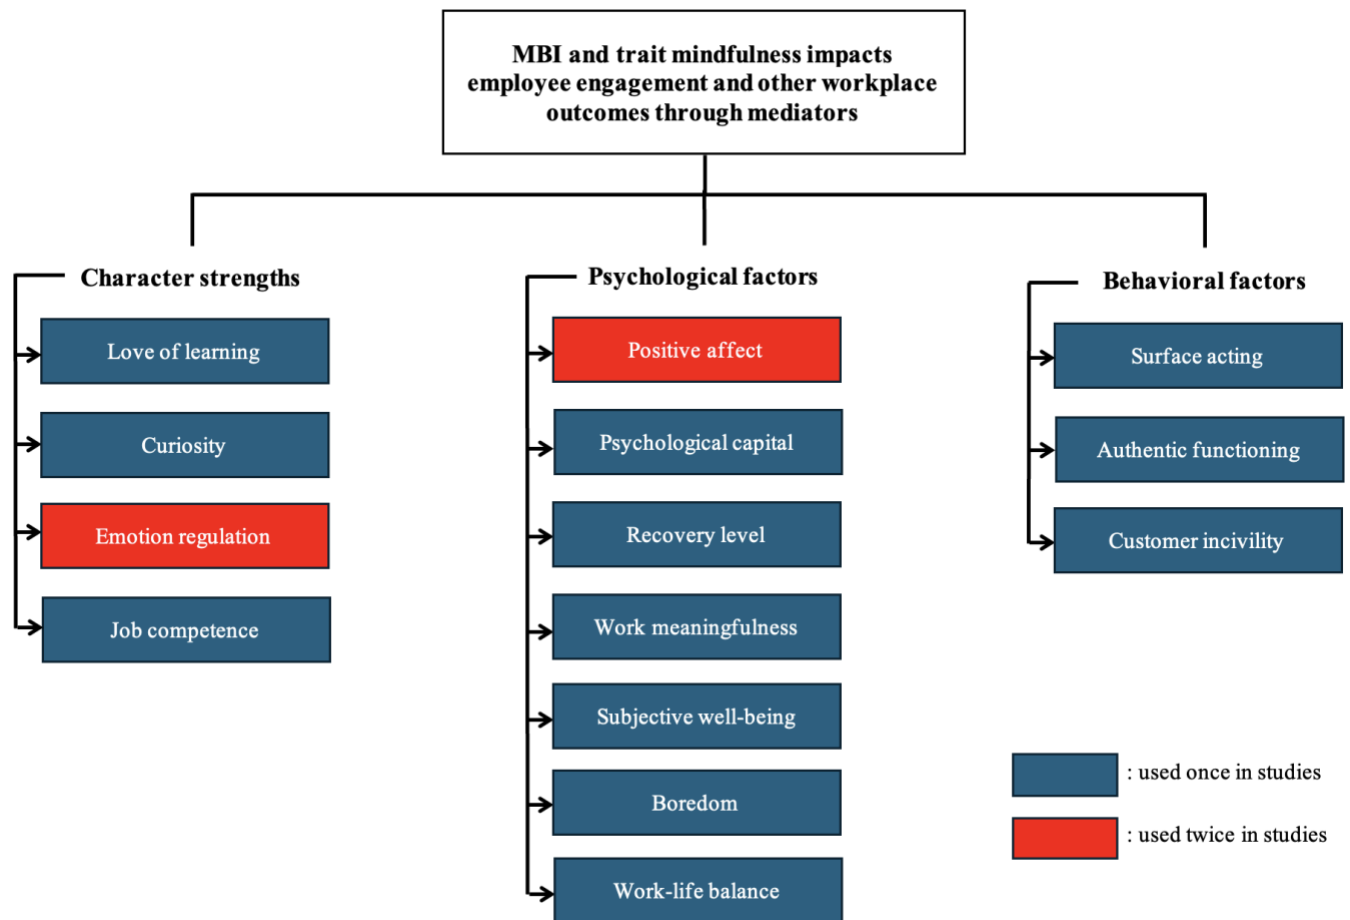 MBI and trait mindfulness impacts
employee engagement and other workplace
outcomes through mediators
Character strengths
Love of learning
Curiosity
Emotion regulation
Job competence
Psychological factors
Positive affect
Psychological capital
Recovery level
Work meaningfulness
Subjective well-being
Boredom
Work-life balance
Behavioral factors
Surface acting
Authentic functioning
Customer incivility
: used once in studies
: used twice in studies